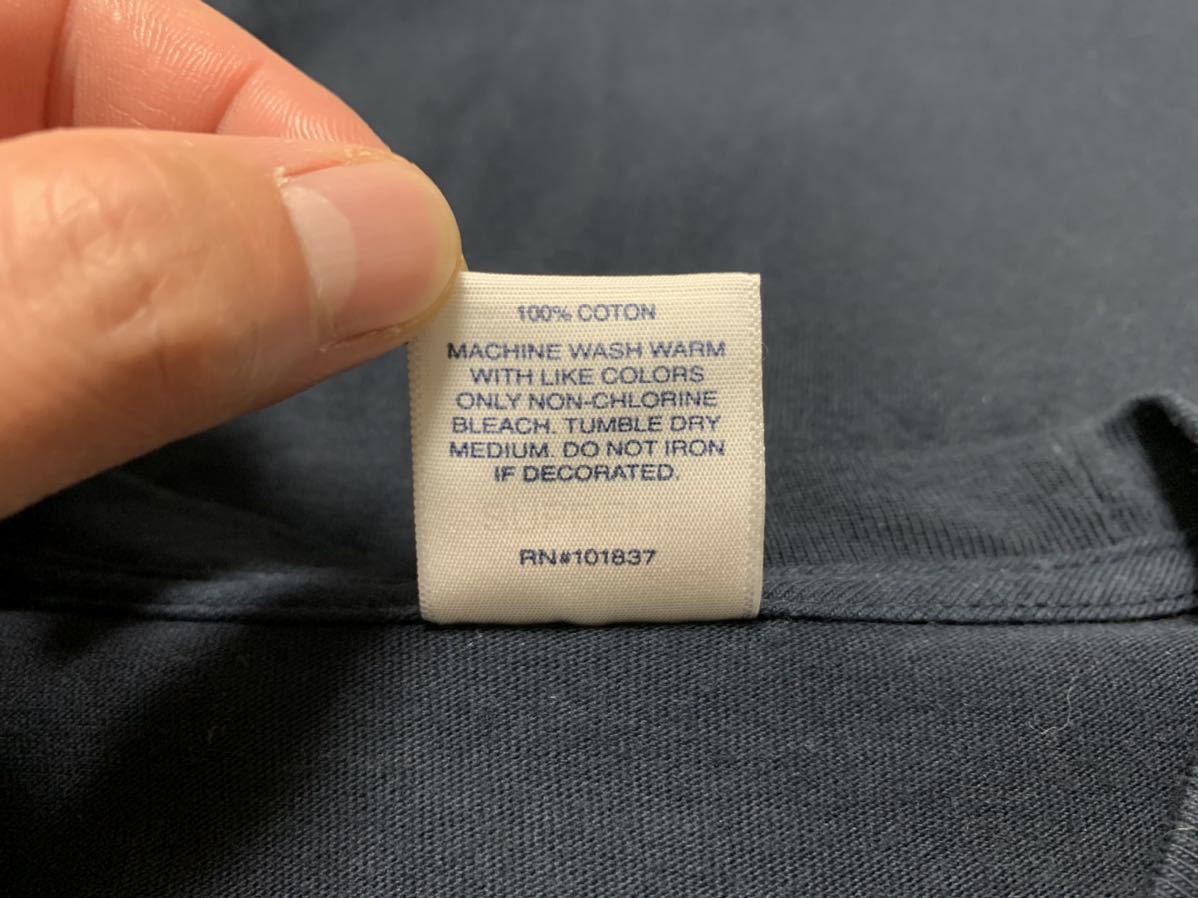 100% COTON
MACHINE WASH WARM
WITH LIKE COLORS
ONLY NON-CHLORINE
BLEACH. TUMBLE DRY
MEDIUM. DO NOT IRON
IF DECORATED.
RN#101837